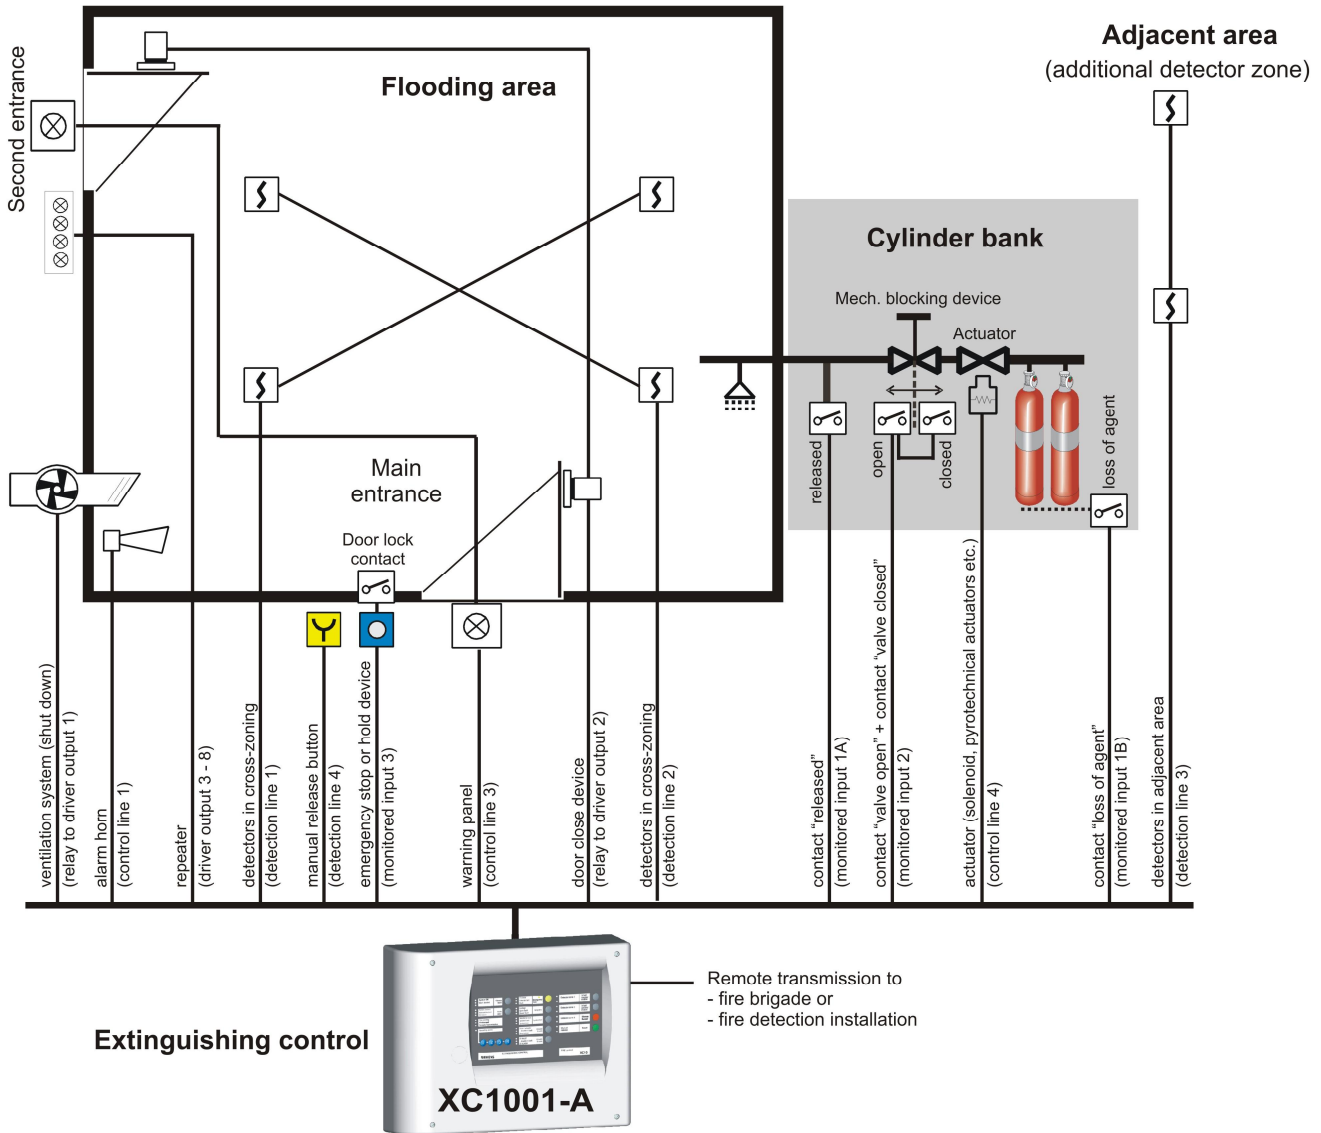 Adjacent area
(additional detector zone)
Flooding area
Second entrance
Cylinder bank
Mech. blocking device
Actuator
released
open
closed
loss of agent
Main
entrance
Door lock
contact
ventilation system (shut down)
(relay to driver output 1)
alarm horn
(control line 1)
repeater
(driver output 3 - 8)
detectors in cross-zoning
(detection line 1)
manual release button
(detection line 4)
emergency stop or hold device
(monitored input 3)
warning panel
(control line 3)
door close device
(relay to driver output 2)
detectors in cross-zoning
(detection line 2)
contact "released"
(monitored input 1A)
contact "valve open" + contact "valve closed"
(monitored input 2)
actuator (solenoid, pyrotechnical actuators etc.)
(control line 4)
contact "loss of agent"
(monitored input 1B)
detectors in adjacent area
(detection line 3)
Remote transmission to
- fire brigade or
- fire detection installation
Extinguishing control
XC1001-A